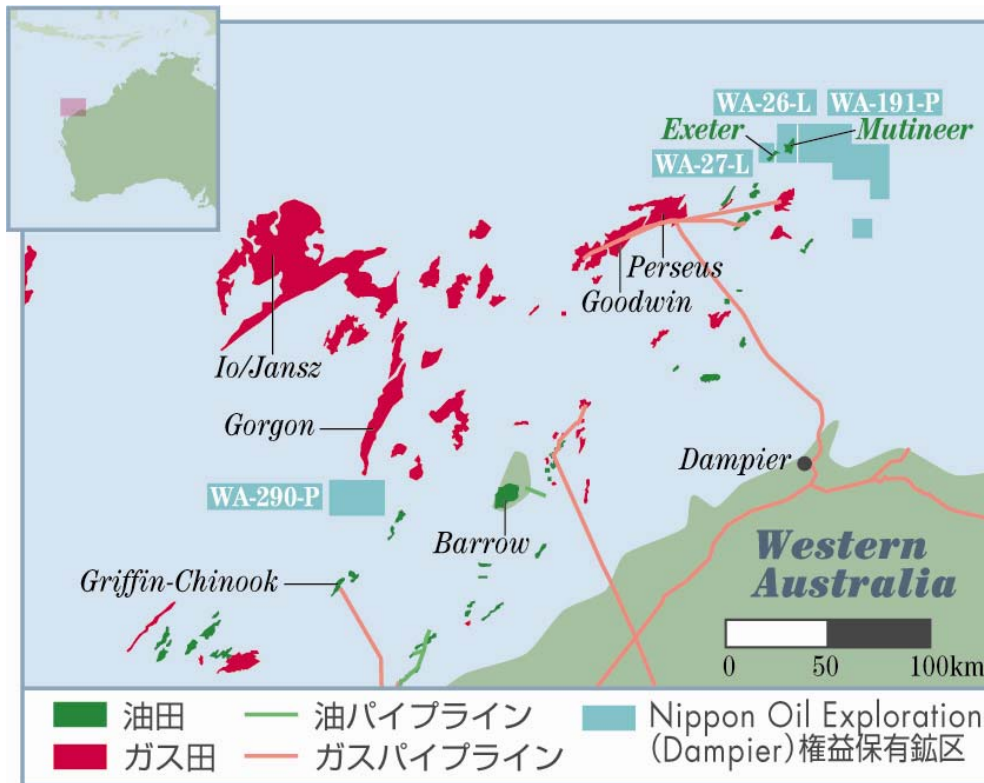 WA-26-L
WA-191-P
Exeter
Mutineer
WA-27-L
Perseus
Goodwin
Io/Jansz
Gorgon
Dampier
WA-290-P
Barrow
Griffin-Chinook
Western
Australia
0 50 100km
油田
油パイプライン
Nippon Oil Exploration
ガス田
ガスパイプライン
(Dampier)権益保有鉱区